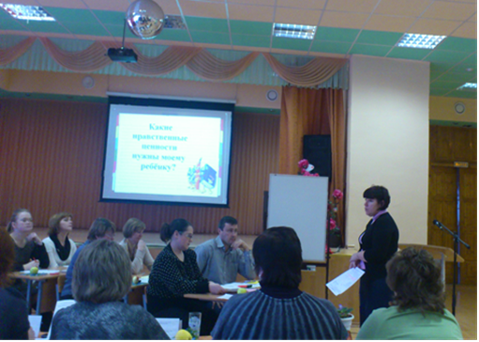 Какие
нравственные
ценности
нужны моему
ребёнку?